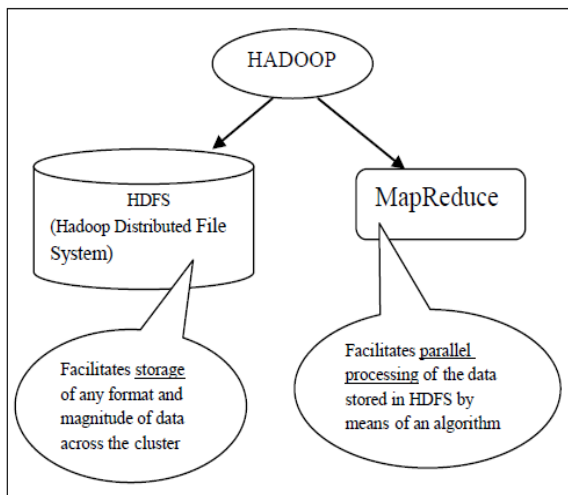 HADOOP
HDFS
(Hadoop Distributed File
System)
MapReduce
Facilitates storage
of any format and
magnitude of data
across the cluster
Facilitates parallel
processing of the data
stored in HDFS by
means of an algorithm